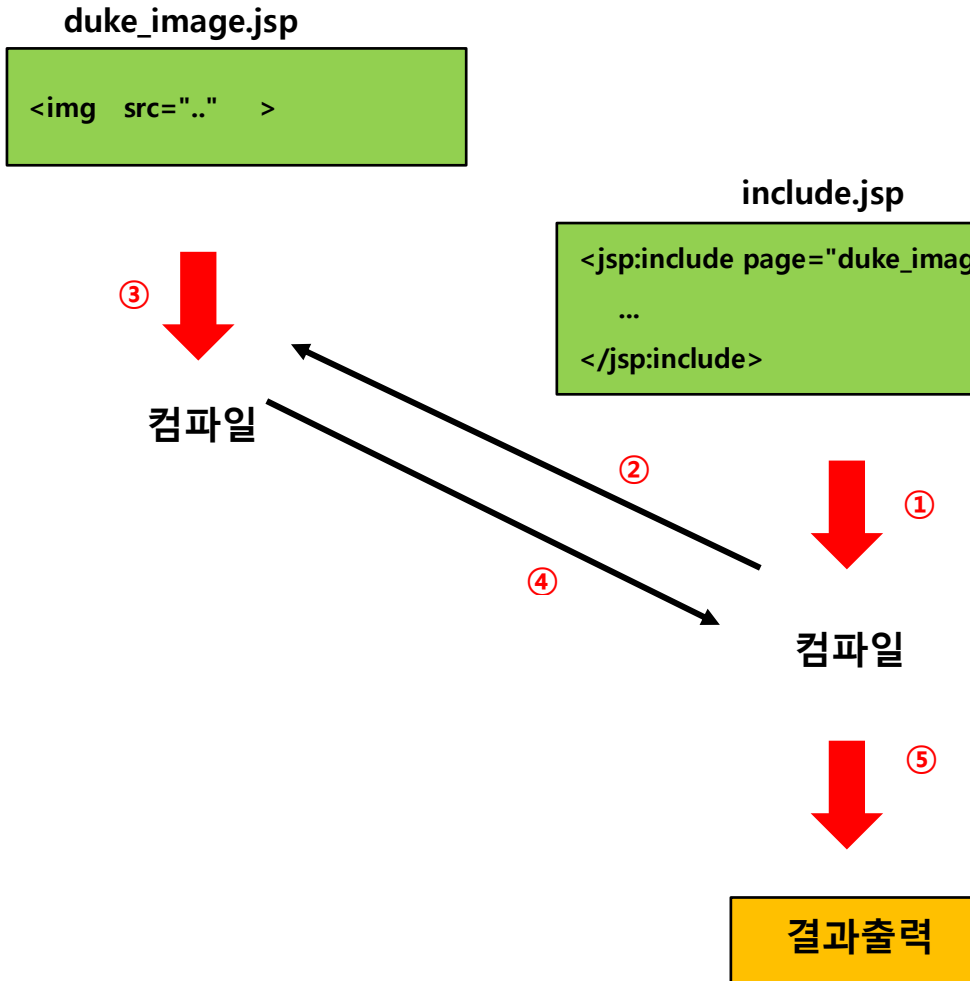 duke_image.jsp
<img src=".." >
include.jsp
<jsp:include page="duke_imag
...
</jsp:include>
③
컴파일
②
①
④
컴파일
⑤
결과출력